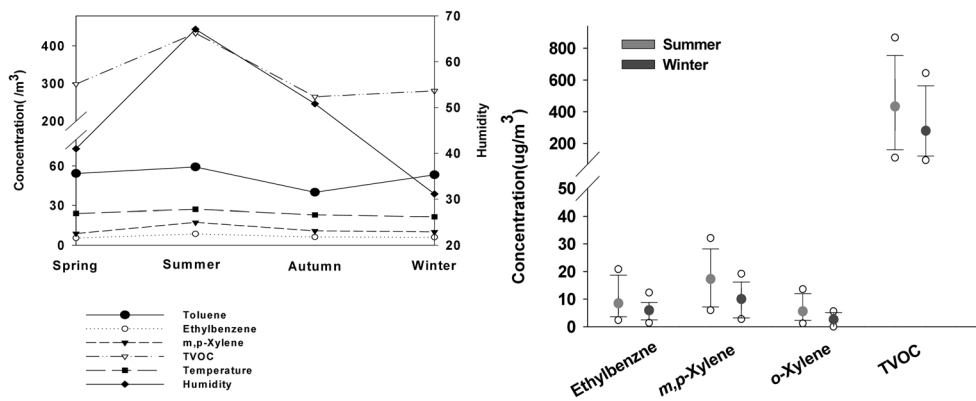 Concentration( /m3)
400
300
200
60
30
0
70
60
50
40
30
20
Humidity
Spring
Summer
Autumn
Winter
Toluene
Ethylbenzene
m,p-Xylene
TVOC
Temperature
Humidity
Concentration(ug/m3)
800
600
400
200
50
40
30
20
10
0
Summer
Winter
Ethylbenzne
m,p-Xylene
o-Xylene
TVOC